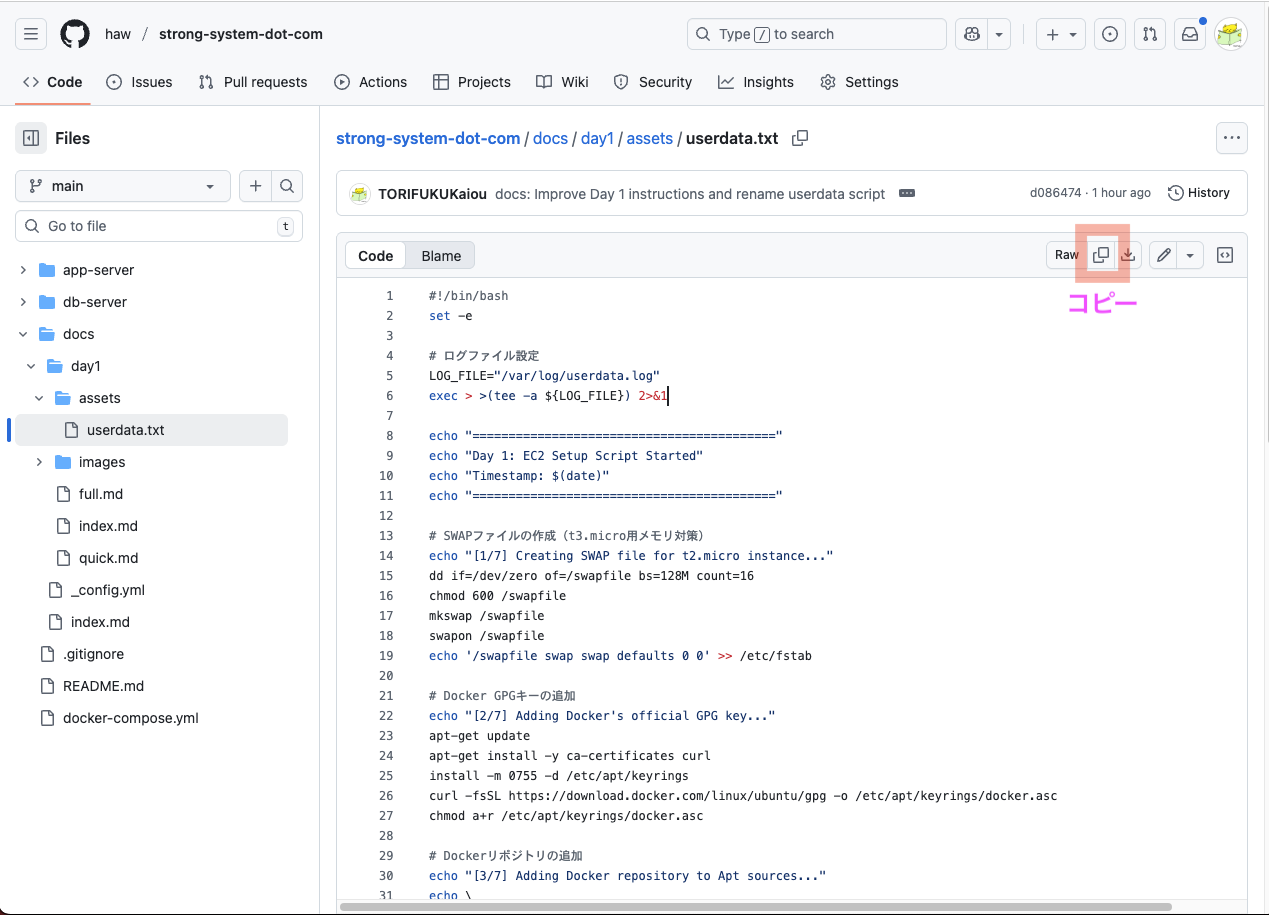 haw / strong-system-dot-com
Type / to search
Code
Issues
Pull requests
Actions
Projects
Wiki
Security
Insights
Settings
Files
main
Go to file
t
app-server
db-server
docs
day1
assets
userdata.txt
images
full.md
index.md
quick.md
_config.yml
index.md
.gitignore
README.md
docker-compose.yml
strong-system-dot-com / docs / day1 / assets / userdata.txt
TORIFUKUKaiou docs: Improve Day 1 instructions and rename userdata script
d086474 · 1 hour ago
History
Code
Blame
Raw
コピー
1 #!/bin/bash
2 set -e
3
4 # ログファイル設定
5 LOG_FILE="/var/log/userdata.log"
6 exec > >(tee -a ${LOG_FILE}) 2>&1
7
8 echo "=========================================="
9 echo "Day 1: EC2 Setup Script Started"
10 echo "Timestamp: $(date)"
11 echo "=========================================="
12
13 # SWAPファイルの作成（t3.micro用メモリ対策）
14 echo "[1/7] Creating SWAP file for t2.micro instance..."
15 dd if=/dev/zero of=/swapfile bs=128M count=16
16 chmod 600 /swapfile
17 mkswap /swapfile
18 swapon /swapfile
19 echo '/swapfile swap swap defaults 0 0' >> /etc/fstab
20
21 # Docker GPGキーの追加
22 echo "[2/7] Adding Docker's official GPG key..."
23 apt-get update
24 apt-get install -y ca-certificates curl
25 install -m 0755 -d /etc/apt/keyrings
26 curl -fsSL https://download.docker.com/linux/ubuntu/gpg -o /etc/apt/keyrings/docker.asc
27 chmod a+r /etc/apt/keyrings/docker.asc
28
29 # Dockerリポジトリの追加
30 echo "[3/7] Adding Docker repository to Apt sources..."
31 echo \